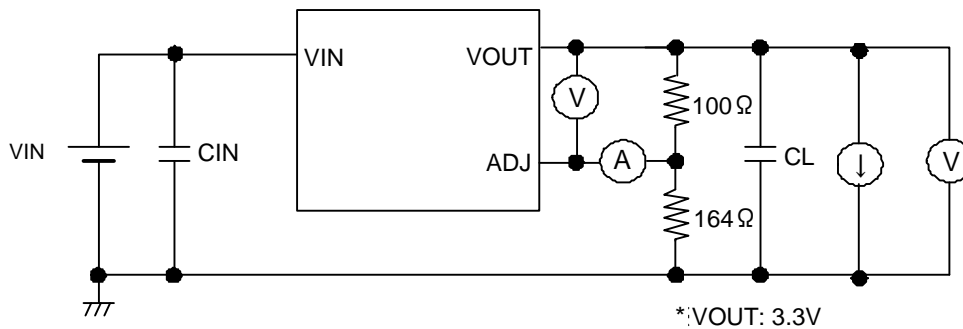 VIN
CIN
VIN
VOUT
ADJ
V
A
100Ω
164Ω
CL
↓
V
*VOUT: 3.3V